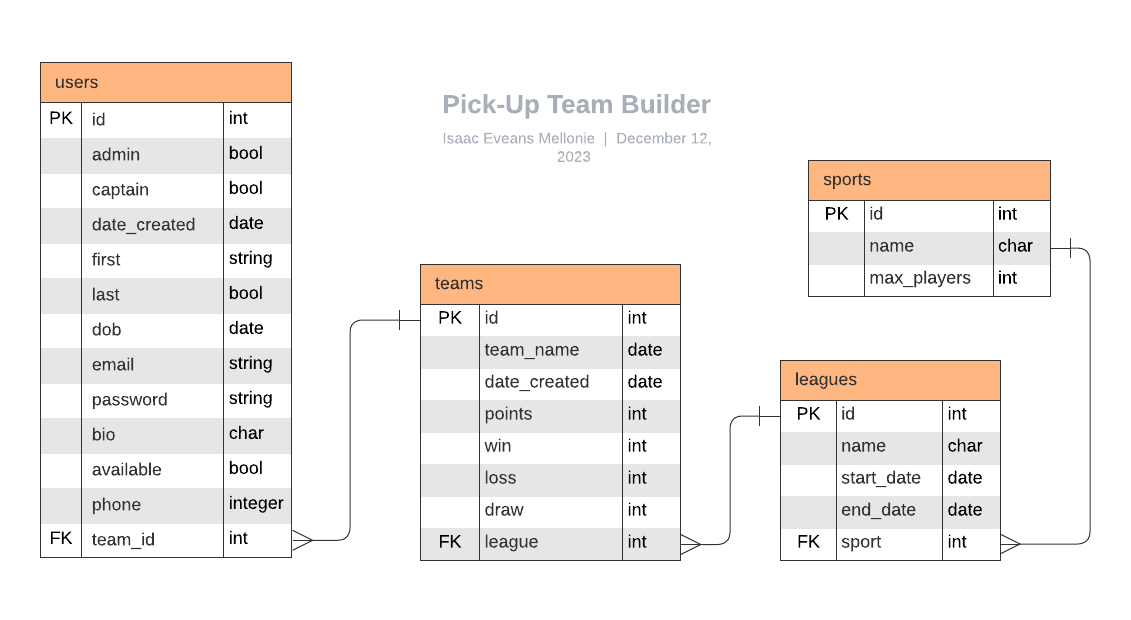 Pick-Up Team Builder
Isaac Eveans Mellonie | December 12,
2023
users
PK id int
admin bool
captain bool
date_created date
first string
last bool
dob date
email string
password string
bio char
available bool
phone integer
FK team_id int
teams
PK id int
team_name date
date_created date
points int
win int
loss int
draw int
FK league int
sports
PK id int
name char
max_players int
leagues
PK id int
name char
start_date date
end_date date
FK sport int